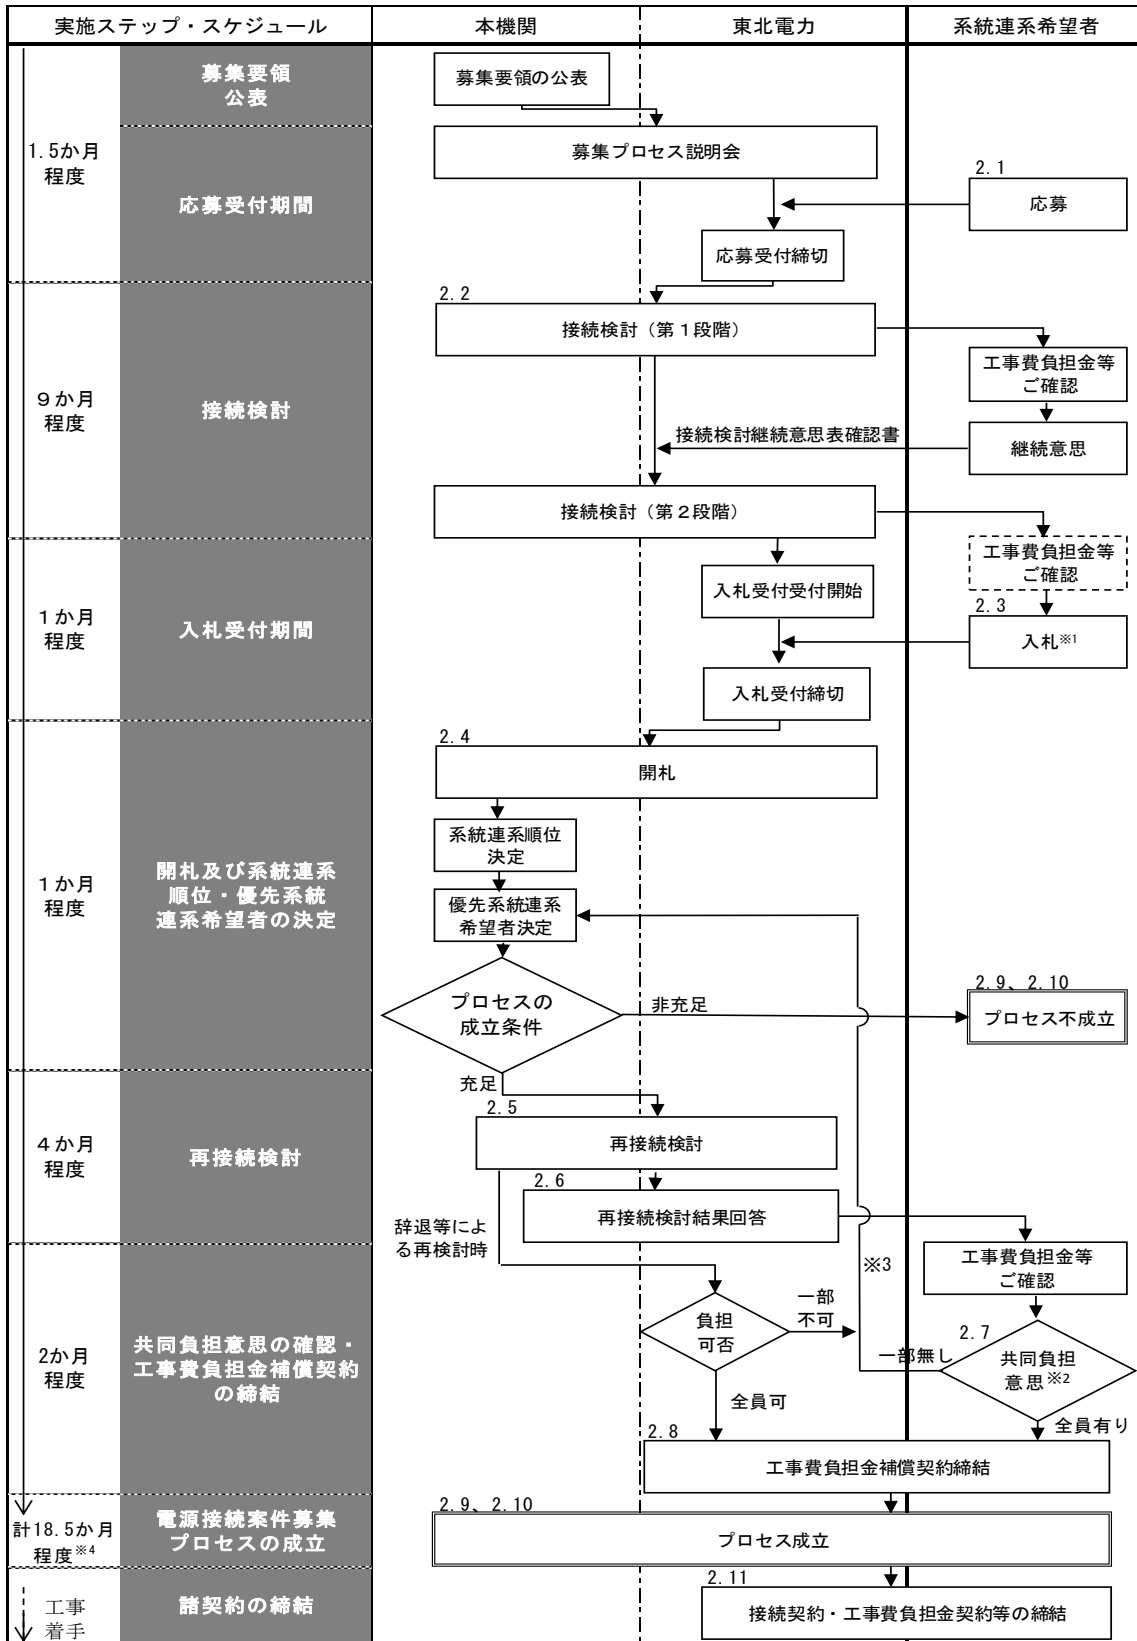 実施ステップ・スケジュール
本機関
東北電力
系統連系希望者
1.5か月
程度
募集要領
公表
募集要領の公表
募集プロセス説明会
応募受付期間
2.1
応募
応募受付締切
9か月
程度
接続検討
2.2
接続検討（第1段階）
工事費負担金等
ご確認
接続検討継続意思表確認書
継続意思
接続検討（第2段階）
工事費負担金等
ご確認
1か月
程度
入札受付期間
入札受付受付開始
2.3
入札※1
入札受付締切
1か月
程度
開札及び系統連系
順位・優先系統
連系希望者の決定
2.4
開札
系統連系順位
決定
優先系統連系
希望者決定
プロセスの
成立条件
非充足
2.9、2.10
プロセス不成立
充足
4か月
程度
再接続検討
2.5
再接続検討
2.6
再接続検討結果回答
辞退等によ
る再検討時
※3
工事費負担金等
ご確認
2か月
程度
共同負担意思の確認・
工事費負担金補償契約
の締結
負担
可否
一部
不可
2.7
一部無し
共同負担
意思※2
全員可
全員有り
2.8
工事費負担金補償契約締結
計18.5か月
程度※4
電源接続案件募集
プロセスの成立
2.9、2.10
プロセス成立
工事
着手
諸契約の締結
2.11
接続契約・工事費負担金契約等の締結